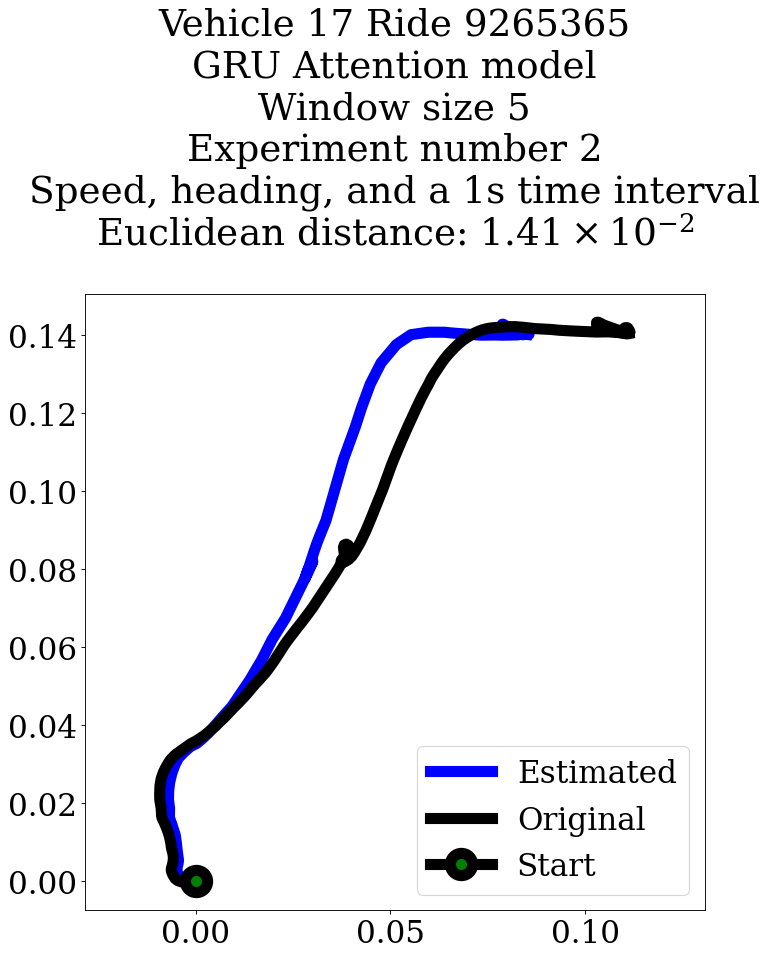 Vehicle 17 Ride 9265365
GRU Attention model
Window size 5
Experiment number 2
Speed, heading, and a 1s time interval
Euclidean distance: 1.41 × 10⁻²
0.14
0.12
0.10
0.08
0.06
0.04
0.02
0.00
Estimated
Original
Start
0.00 0.05 0.10